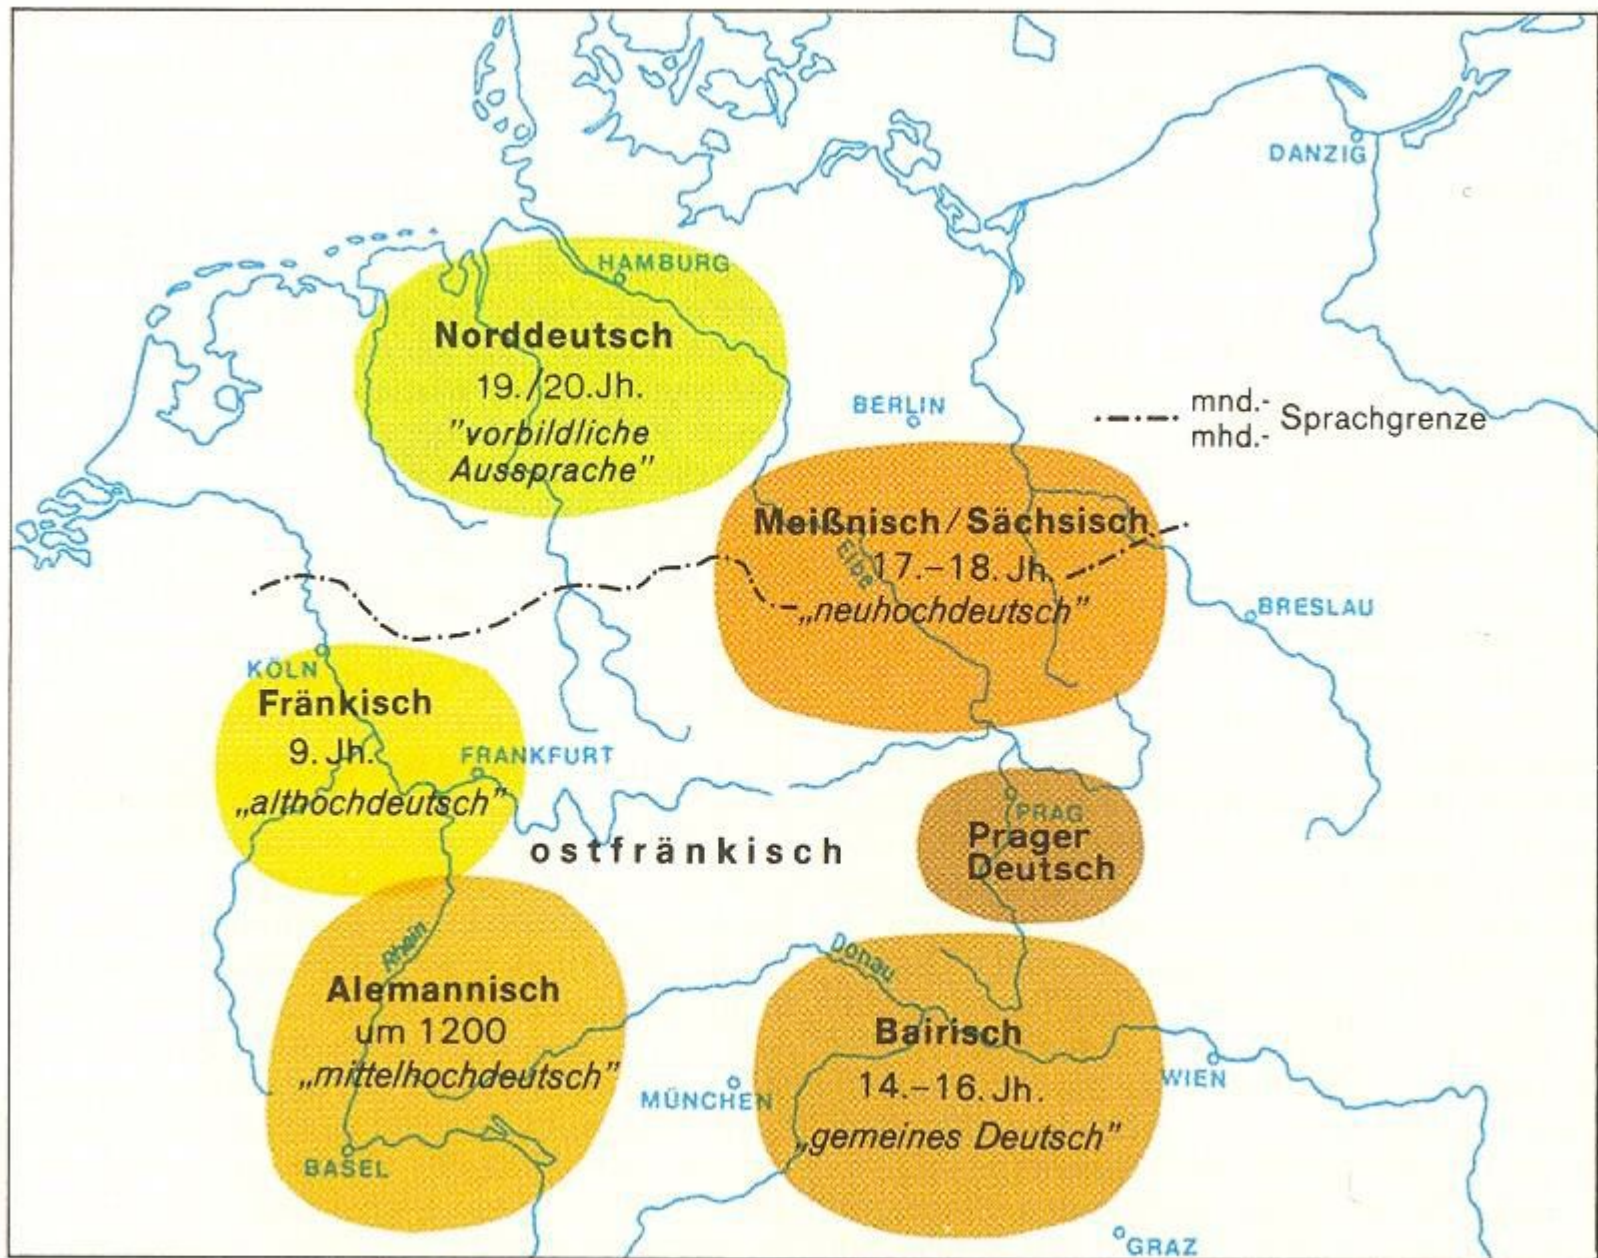 DANZIG
HAMBURG
Norddeutsch
19./20.Jh.
"vorbildliche
Aussprache"
BERLIN
mnd.-
mhd.- Sprachgrenze
Meißnisch/Sächsisch
Elbe
17.–18. Jh.
„neuhochdeutsch"
BRESLAU
KÖLN
Fränkisch
9. Jh.
FRANKFURT
„althochdeutsch"
PRAG
Prager
Deutsch
ostfränkisch
Rhein
Donau
Alemannisch
um 1200
„mittelhochdeutsch"
Bairisch
14.–16. Jh.
„gemeines Deutsch"
MÜNCHEN
WIEN
BASEL
GRAZ